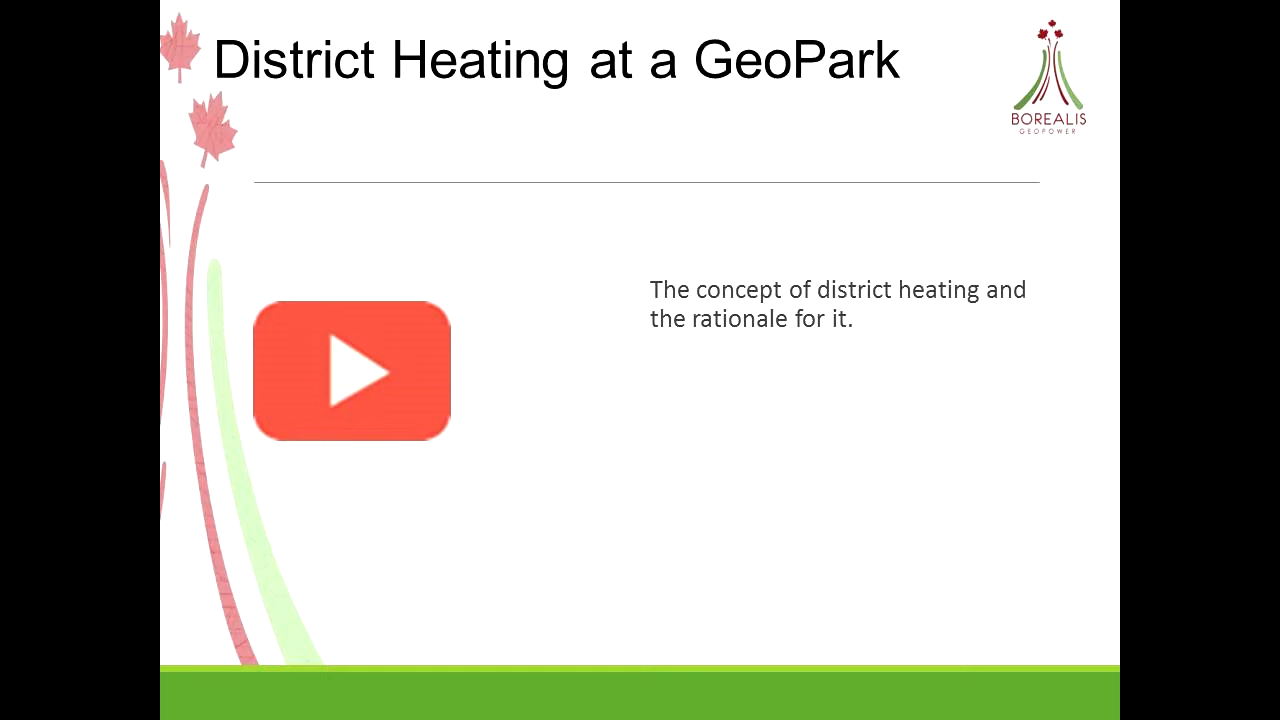 District Heating at a GeoPark
BOREALIS
GEOPOWER
The concept of district heating and
the rationale for it.